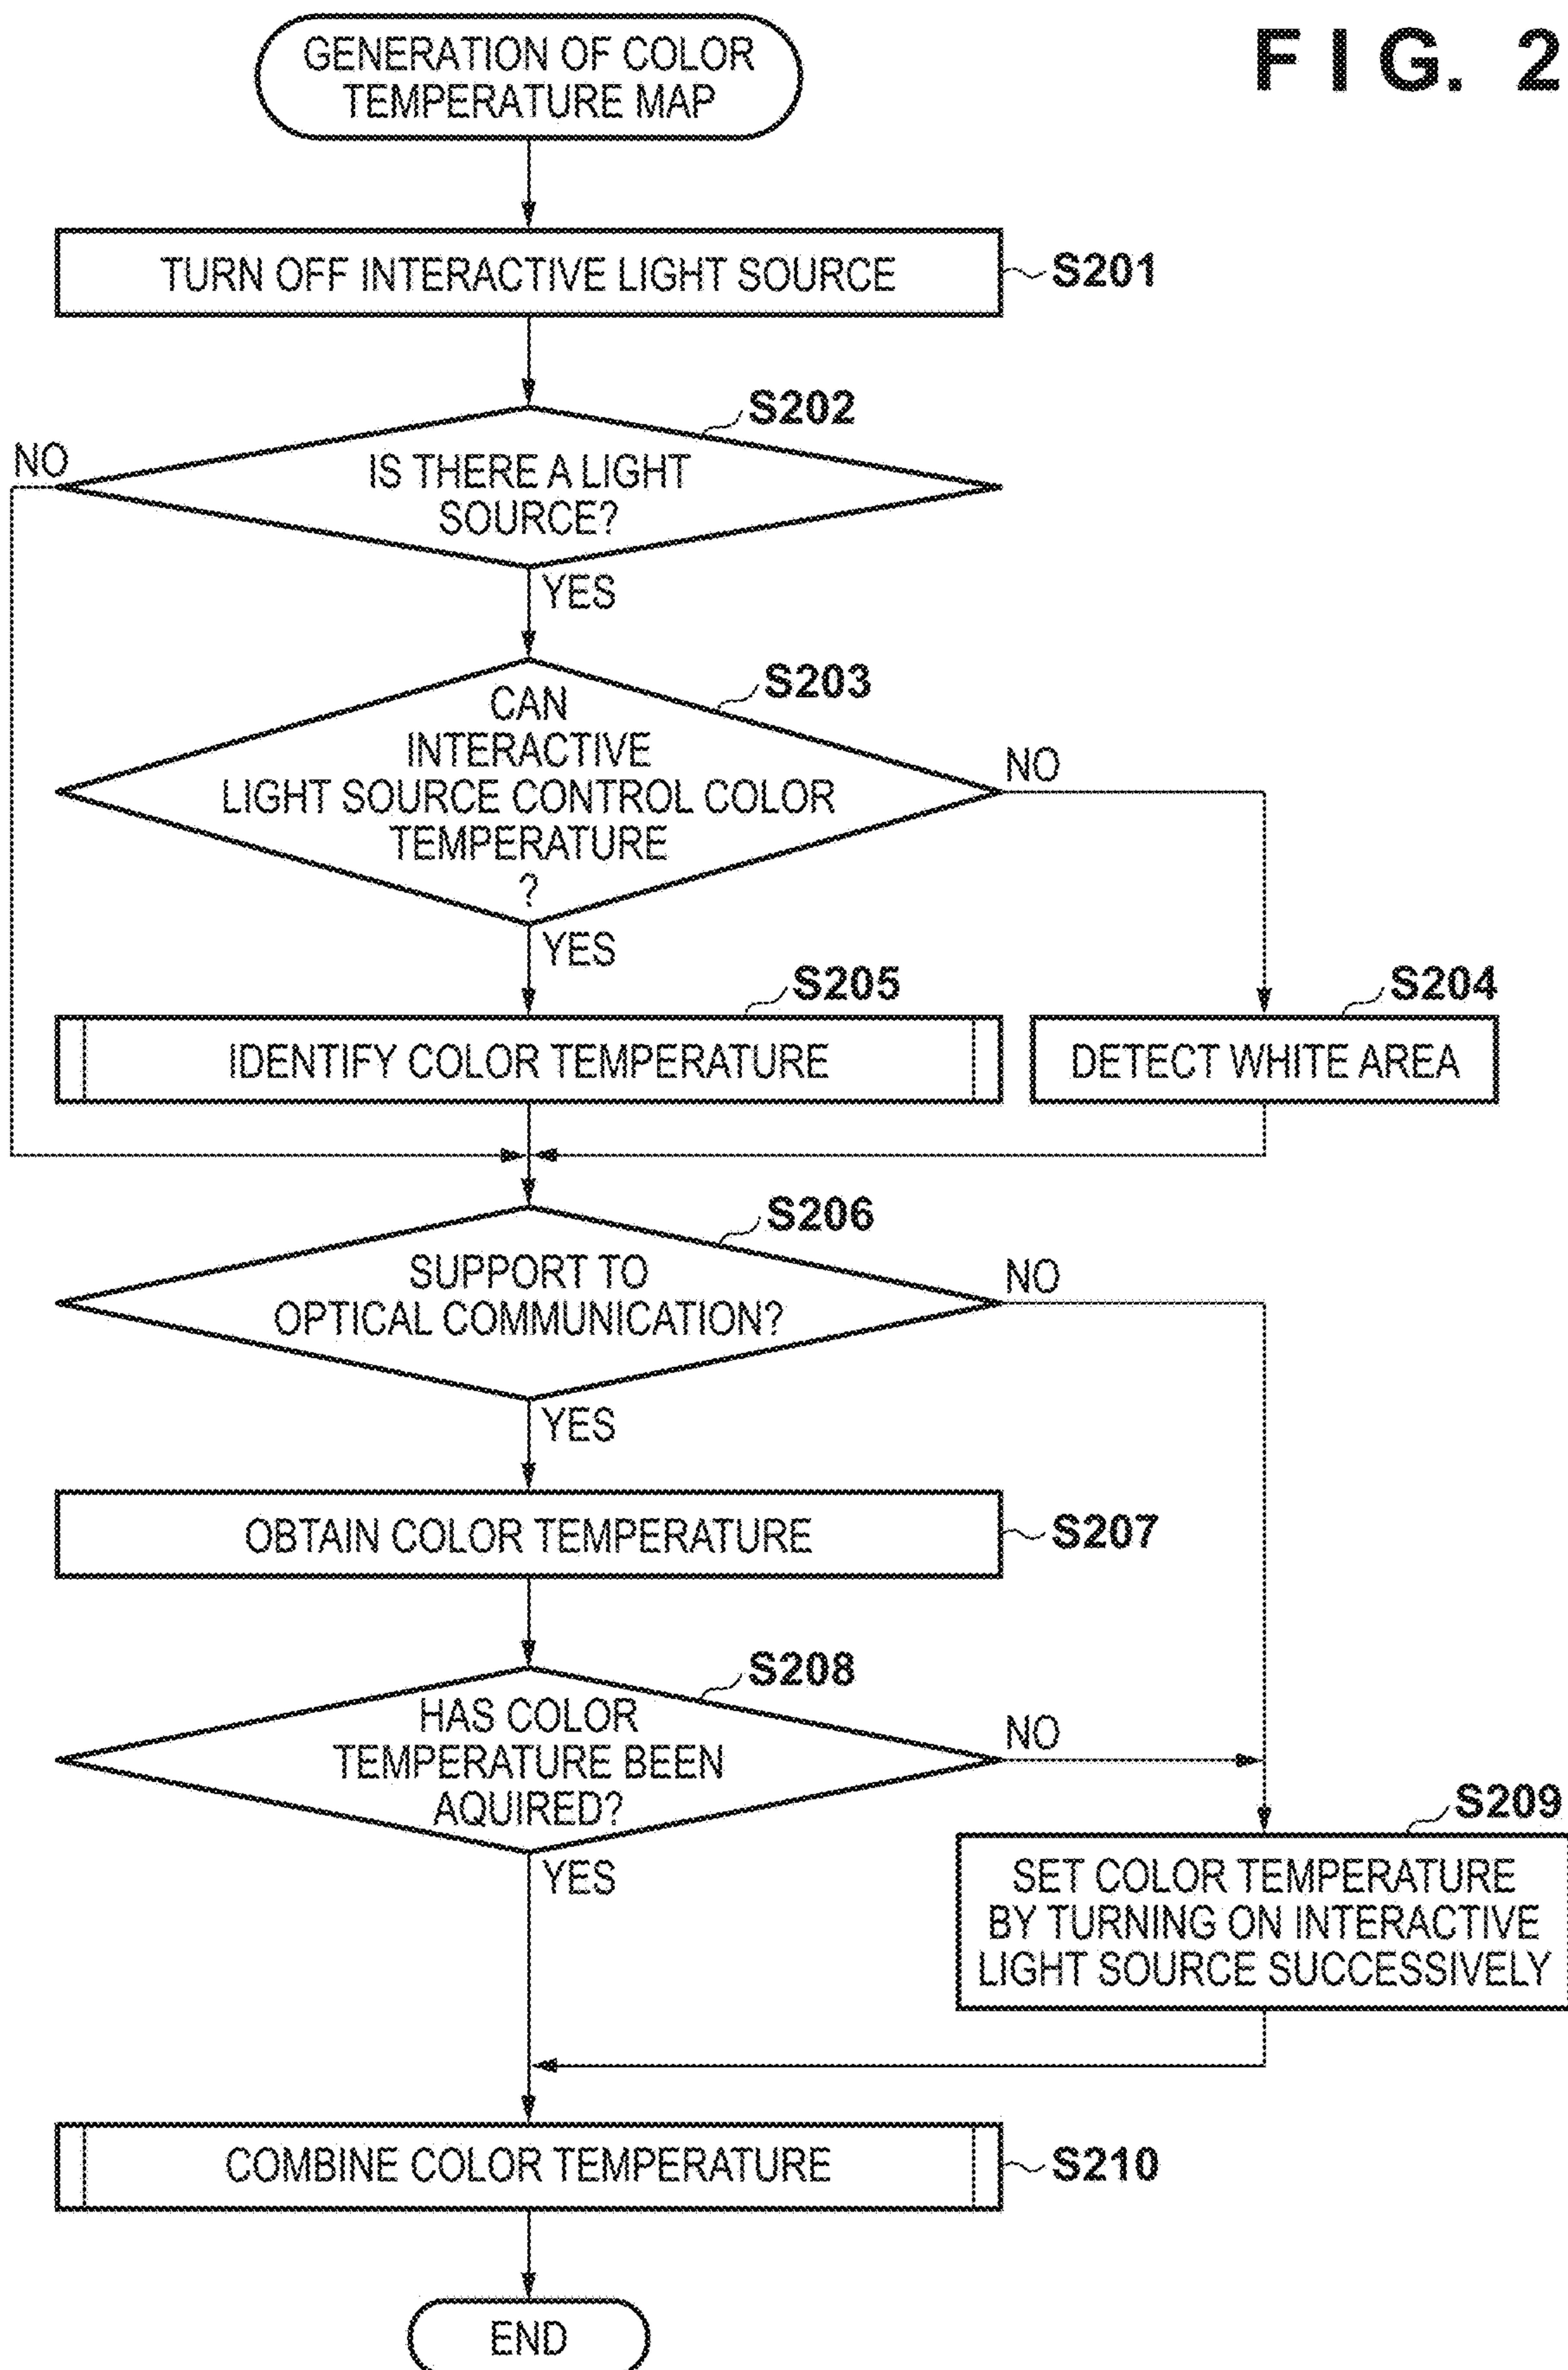 FIG. 2
GENERATION OF COLOR
TEMPERATURE MAP
TURN OFF INTERACTIVE LIGHT SOURCE
S201
S202
NO
IS THERE A LIGHT
SOURCE?
YES
S203
CAN
INTERACTIVE
LIGHT SOURCE CONTROL COLOR
TEMPERATURE
?
NO
YES
S205
IDENTIFY COLOR TEMPERATURE
S204
DETECT WHITE AREA
S206
SUPPORT TO
OPTICAL COMMUNICATION?
NO
YES
OBTAIN COLOR TEMPERATURE
S207
S208
HAS COLOR
TEMPERATURE BEEN
AQUIRED?
NO
YES
S209
SET COLOR TEMPERATURE
BY TURNING ON INTERACTIVE
LIGHT SOURCE SUCCESSIVELY
COMBINE COLOR TEMPERATURE
S210
END